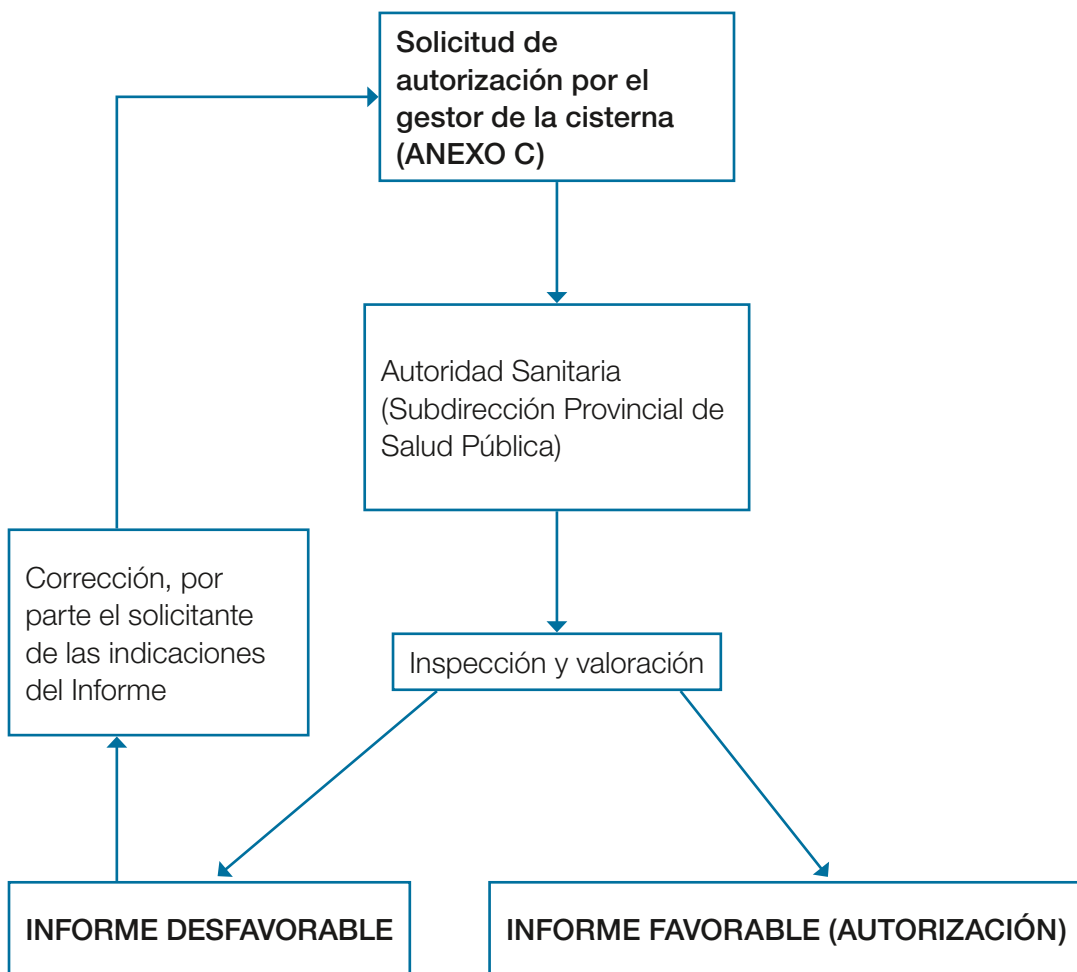 Solicitud de
autorización por el
gestor de la cisterna
(ANEXO C)
Autoridad Sanitaria
(Subdirección Provincial de
Salud Pública)
Corrección, por
parte el solicitante
de las indicaciones
del Informe
Inspección y valoración
INFORME DESFAVORABLE
INFORME FAVORABLE (AUTORIZACIÓN)